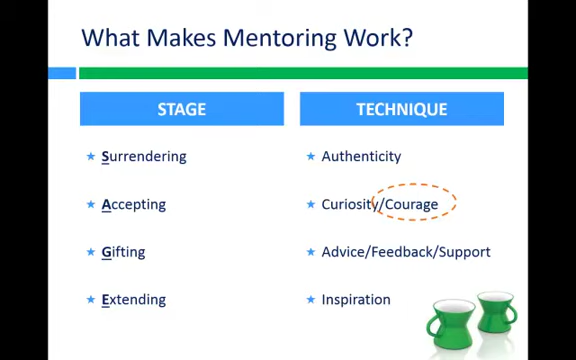 What Makes Mentoring Work?
STAGE
TECHNIQUE
Surrendering
Authenticity
Accepting
Curiosity/Courage
Gifting
Advice/Feedback/Support
Extending
Inspiration